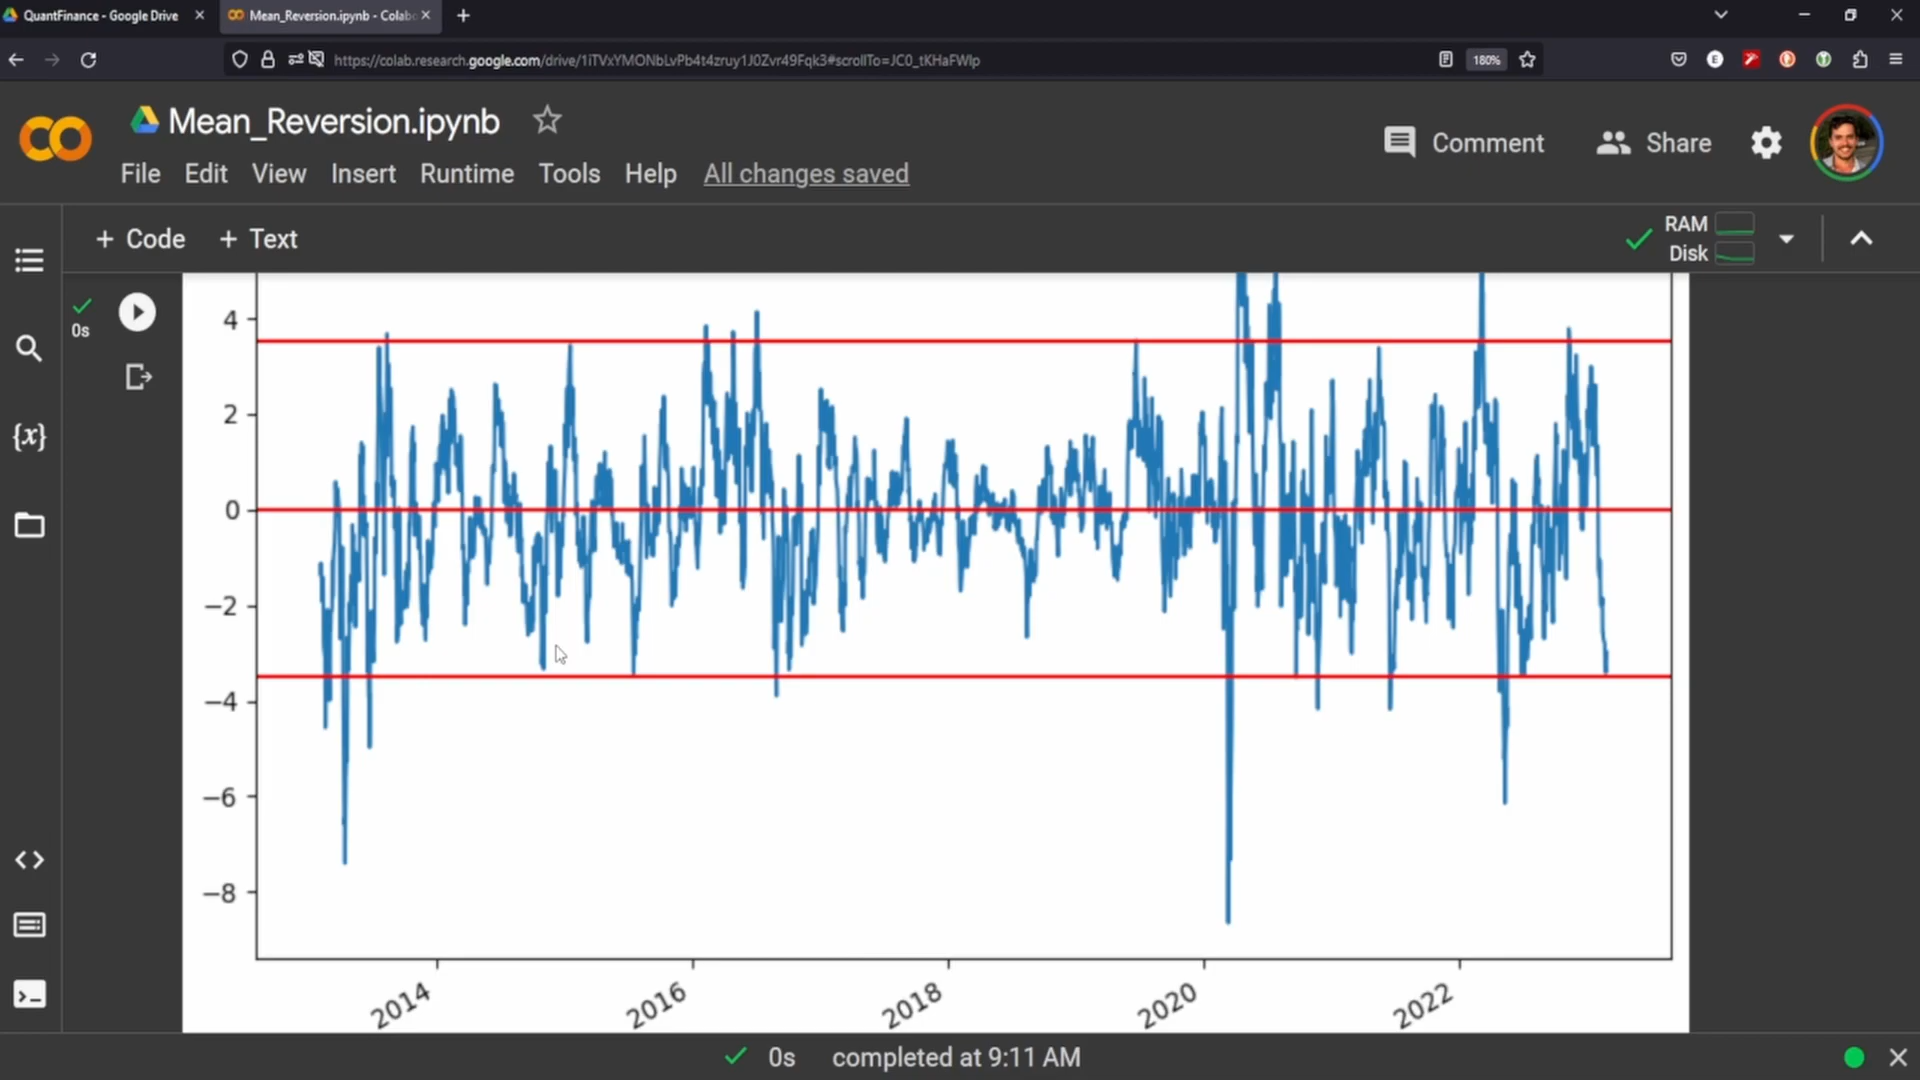 QuantFinance - Google Drive
Mean_Reversion.ipynb - Colabo
https://colab.research.google.com/drive/1iTVxYMONbLvPb4t4zruy1J0Zvr49Fqk3#scrollTo=JC0_tKHaFWlp
180%
Mean_Reversion.ipynb
File Edit View Insert Runtime Tools Help All changes saved
Comment
Share
+ Code + Text
RAM
Disk
0s
{x}
4
2
0
−2
−4
−6
−8
2014 2016 2018 2020 2022
0s completed at 9:11 AM